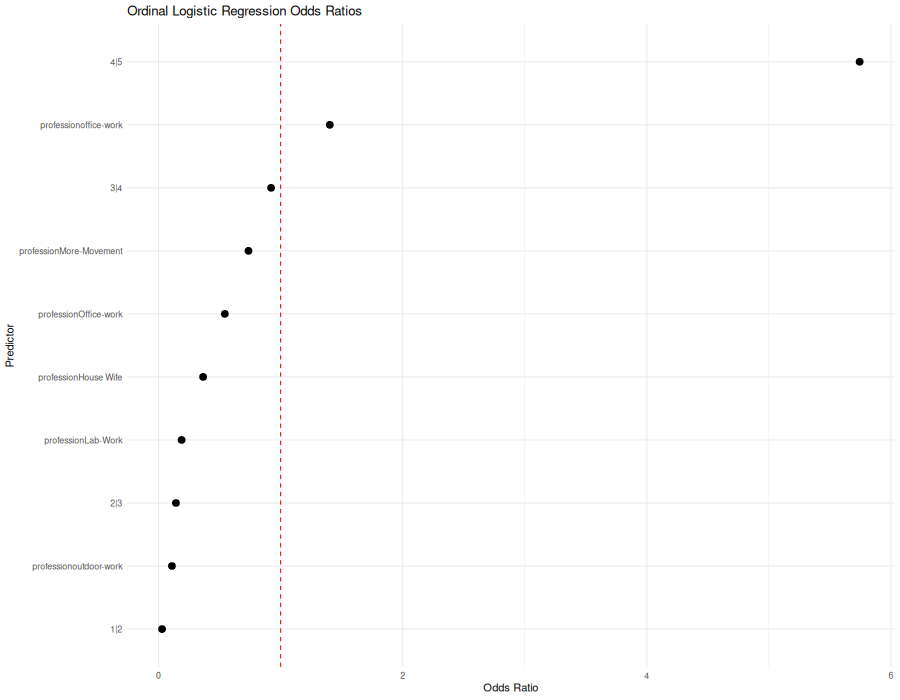 Ordinal Logistic Regression Odds Ratios
4|5
professionoffice-work
3|4
professionMore-Movement
professionOffice-work
professionHouse Wife
professionLab-Work
2|3
professionoutdoor-work
1|2
Predictor
0 2 4 6
Odds Ratio